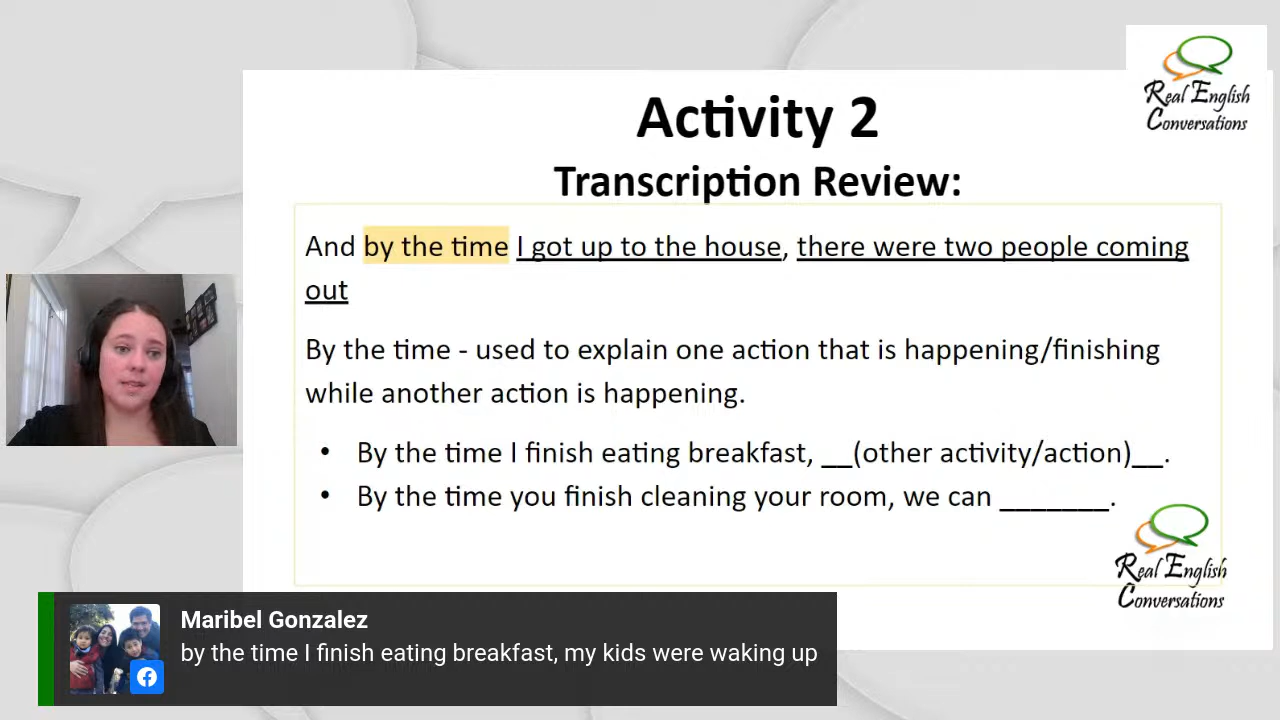 Real English
Conversations
Activity 2
Transcription Review:
And by the time I got up to the house, there were two people coming
out
By the time - used to explain one action that is happening/finishing
while another action is happening.
• By the time I finish eating breakfast, __(other activity/action)__.
• By the time you finish cleaning your room, we can _______.
Real English
Conversations
Maribel Gonzalez
by the time I finish eating breakfast, my kids were waking up